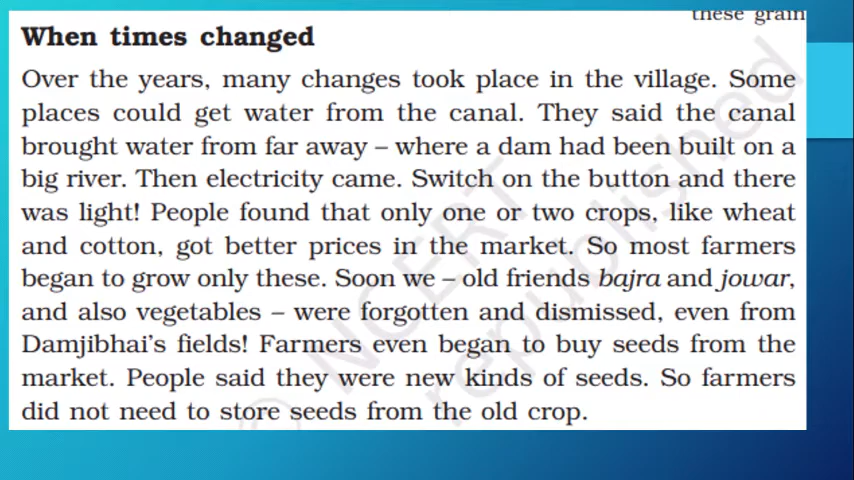 these grain
When times changed
Over the years, many changes took place in the village. Some
places could get water from the canal. They said the canal
brought water from far away – where a dam had been built on a
big river. Then electricity came. Switch on the button and there
was light! People found that only one or two crops, like wheat
and cotton, got better prices in the market. So most farmers
began to grow only these. Soon we – old friends bajra and jowar,
and also vegetables – were forgotten and dismissed, even from
Damjibhai's fields! Farmers even began to buy seeds from the
market. People said they were new kinds of seeds. So farmers
did not need to store seeds from the old crop.
© NCERT
republished